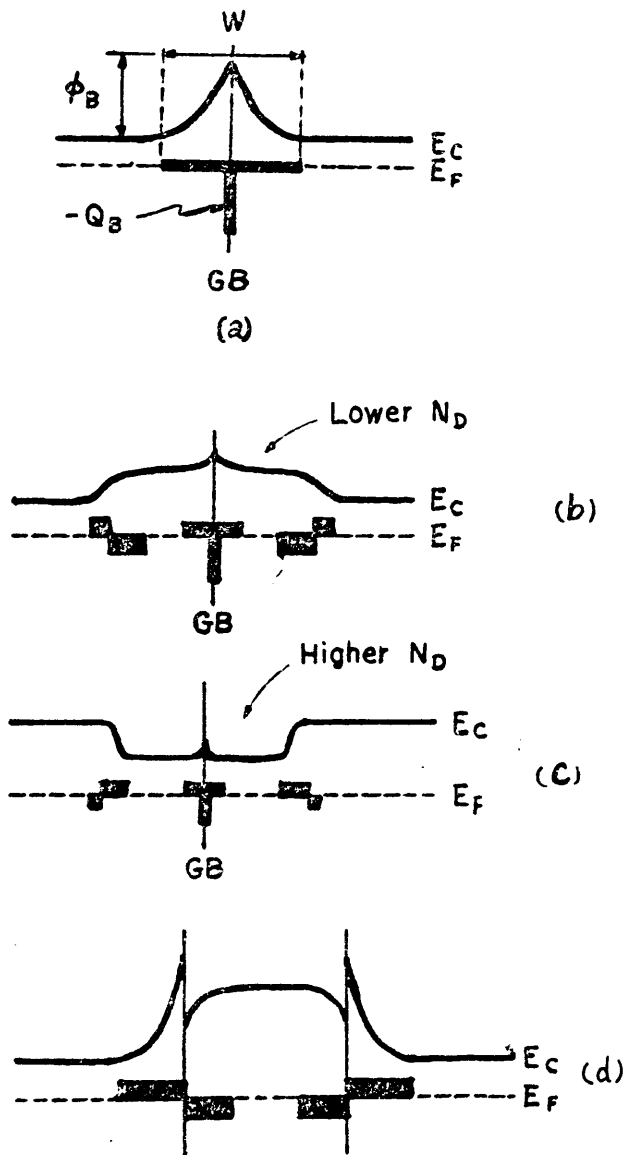 W
ϕB
EC
EF
-QB
GB
(a)
Lower ND
EC
EF
(b)
GB
Higher ND
EC
EF
(c)
GB
EC
EF
(d)